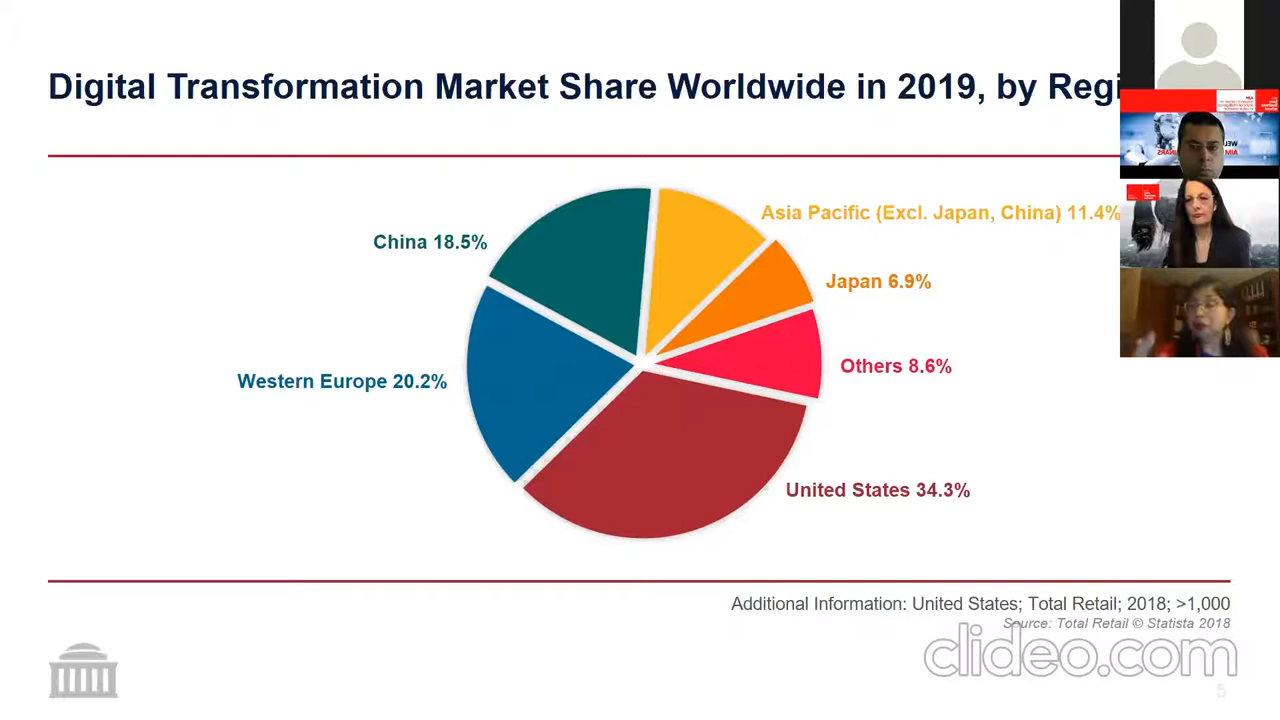 Digital Transformation Market Share Worldwide in 2019, by Regi
Asia Pacific (Excl. Japan, China) 11.4%
China 18.5%
Japan 6.9%
Others 8.6%
Western Europe 20.2%
United States 34.3%
Additional Information: United States; Total Retail; 2018; >1,000
Source: Total Retail © Statista 2018
clideo.com
5